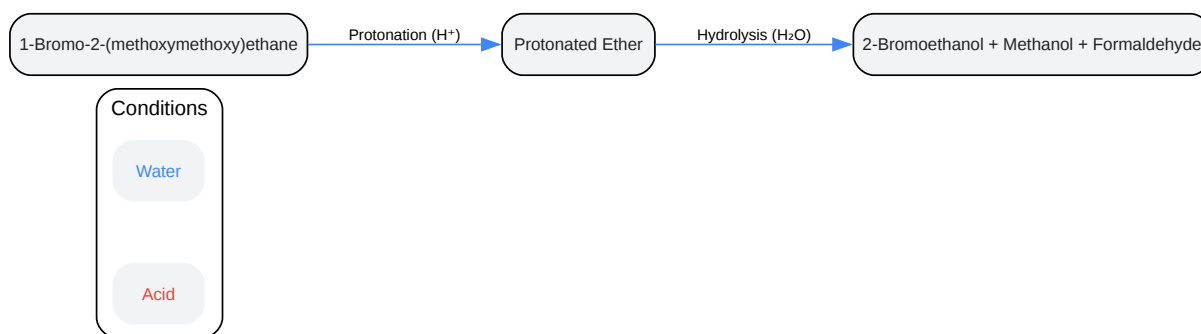 1-Bromo-2-(methoxymethoxy)ethane
Protonation (H⁺)
Protonated Ether
Hydrolysis (H₂O)
2-Bromoethanol + Methanol + Formaldehyde
Conditions
Water
Acid